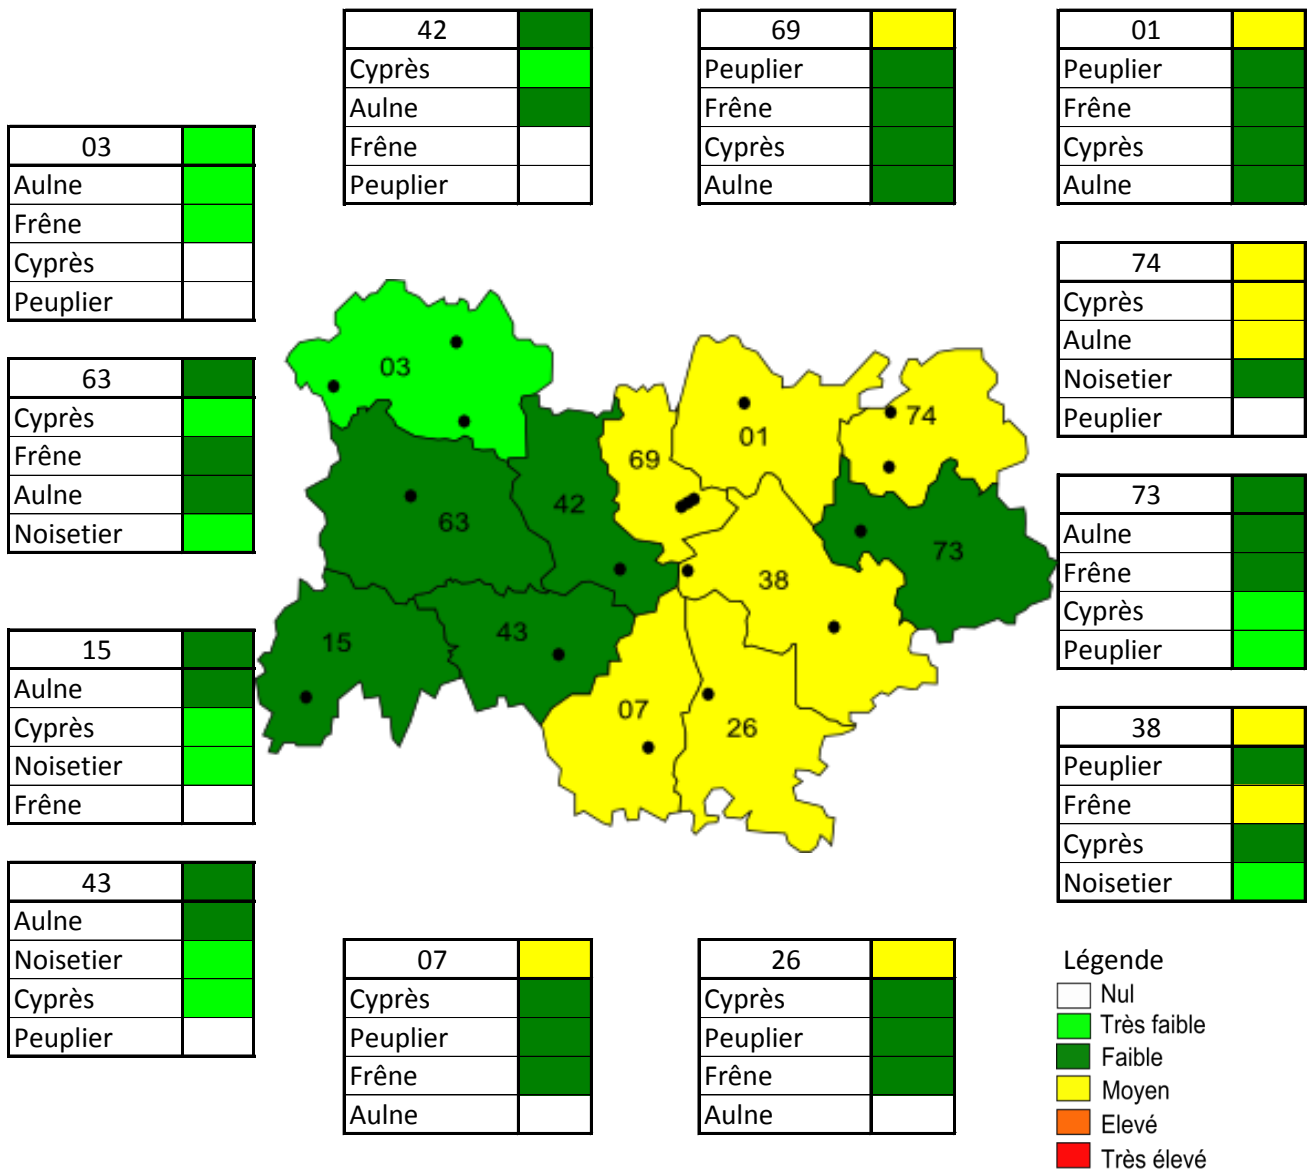 42
Cyprès
Aulne
Frêne
Peuplier
69
Peuplier
Frêne
Cyprès
Aulne
01
Peuplier
Frêne
Cyprès
Aulne
03
Aulne
Frêne
Cyprès
Peuplier
74
Cyprès
Aulne
Noisetier
Peuplier
63
Cyprès
Frêne
Aulne
Noisetier
03
74
01
69
42
63
73
38
15
43
07
26
73
Aulne
Frêne
Cyprès
Peuplier
15
Aulne
Cyprès
Noisetier
Frêne
38
Peuplier
Frêne
Cyprès
Noisetier
43
Aulne
Noisetier
Cyprès
Peuplier
07
Cyprès
Peuplier
Frêne
Aulne
26
Cyprès
Peuplier
Frêne
Aulne
Légende
Nul
Très faible
Faible
Moyen
Elevé
Très élevé